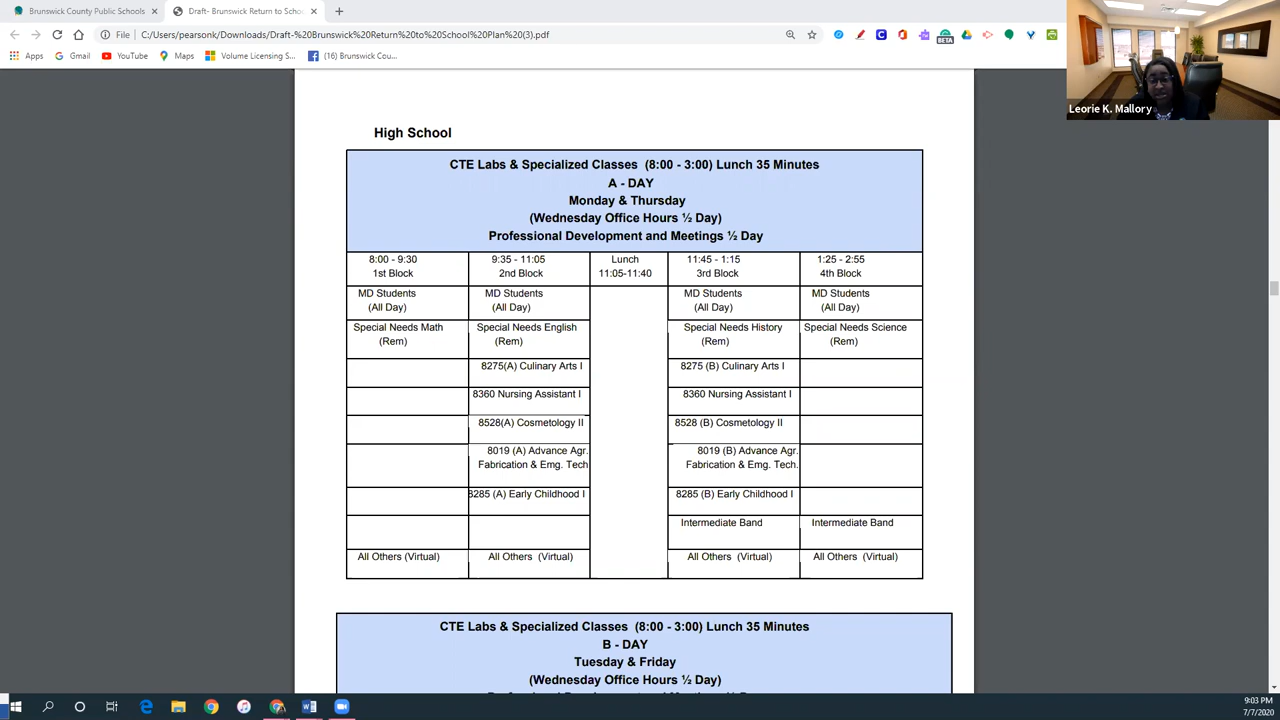 Brunswick County Public Schools
Draft- Brunswick Return to Schoo
File
C:/Users/pearsonk/Downloads/Draft-%20Brunswick%20Return%20to%20School%20Plan%20(3).pdf
BETA
Apps
Gmail
YouTube
Maps
Volume Licensing S...
(16) Brunswick Cou...
Leorie K. Mallory
High School
CTE Labs & Specialized Classes (8:00 - 3:00) Lunch 35 Minutes
A - DAY
Monday & Thursday
(Wednesday Office Hours ½ Day)
Professional Development and Meetings ½ Day
8:00 - 9:30 9:35 - 11:05 Lunch 11:45 - 1:15 1:25 - 2:55
1st Block 2nd Block 11:05-11:40 3rd Block 4th Block
MD Students MD Students MD Students MD Students
(All Day) (All Day) (All Day) (All Day)
Special Needs Math Special Needs English Special Needs History Special Needs Science
(Rem) (Rem) (Rem) (Rem)
8275(A) Culinary Arts I 8275 (B) Culinary Arts I
8360 Nursing Assistant I 8360 Nursing Assistant I
8528(A) Cosmetology II 8528 (B) Cosmetology II
8019 (A) Advance Agr. 8019 (B) Advance Agr.
Fabrication & Emg. Tech Fabrication & Emg. Tech.
8285 (A) Early Childhood I 8285 (B) Early Childhood I
Intermediate Band Intermediate Band
All Others (Virtual) All Others (Virtual) All Others (Virtual) All Others (Virtual)
CTE Labs & Specialized Classes (8:00 - 3:00) Lunch 35 Minutes
B - DAY
Tuesday & Friday
(Wednesday Office Hours ½ Day)
9:03 PM
7/7/2020